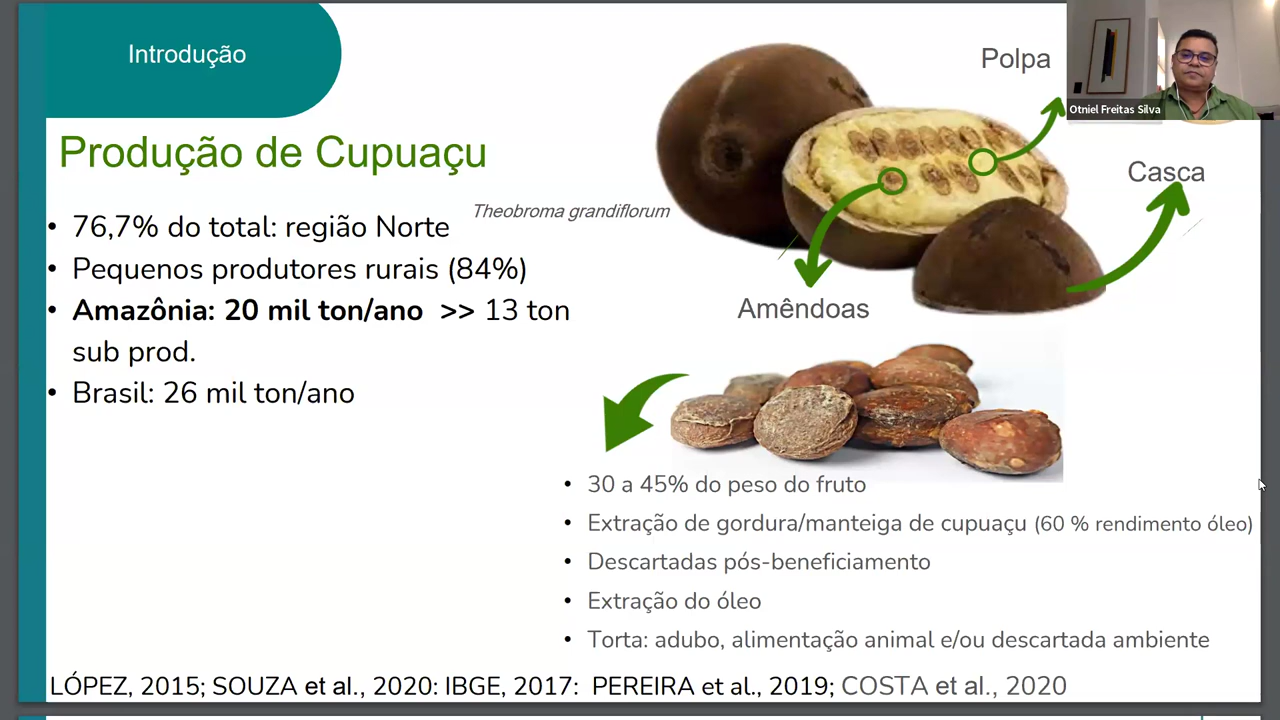 Introdução
Polpa
Otniel Freitas Silva
Produção de Cupuaçu
Casca
Theobroma grandiflorum
• 76,7% do total: região Norte
• Pequenos produtores rurais (84%)
• Amazônia: 20 mil ton/ano >> 13 ton
sub prod.
• Brasil: 26 mil ton/ano
Amêndoas
• 30 a 45% do peso do fruto
• Extração de gordura/manteiga de cupuaçu (60 % rendimento óleo)
• Descartadas pós-beneficiamento
• Extração do óleo
• Torta: adubo, alimentação animal e/ou descartada ambiente
LÓPEZ, 2015; SOUZA et al., 2020: IBGE, 2017: PEREIRA et al., 2019; COSTA et al., 2020